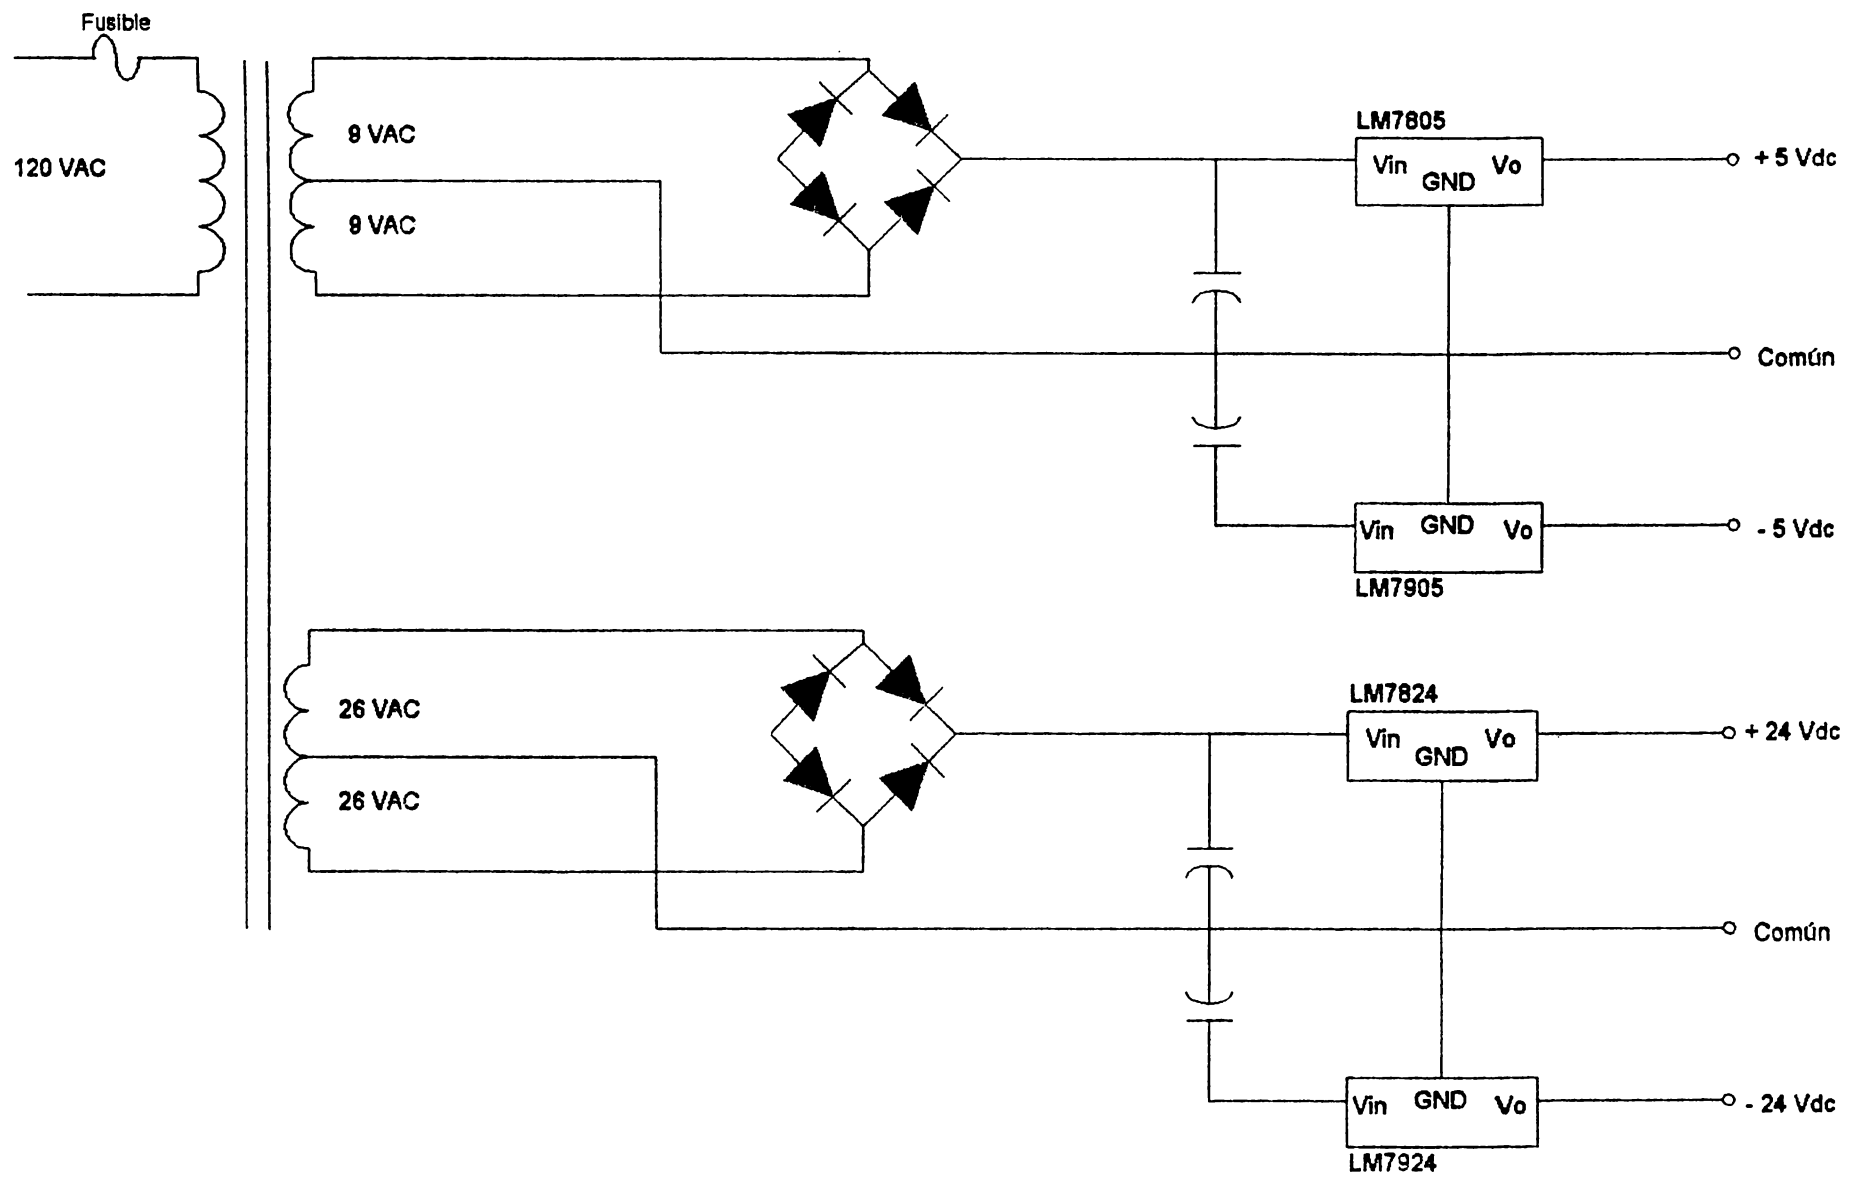 Fusible
120 VAC
9 VAC
9 VAC
LM7805
Vin
GND
Vo
+ 5 Vdc
Común
Vin
GND
Vo
- 5 Vdc
LM7905
26 VAC
26 VAC
LM7824
Vin
GND
Vo
+ 24 Vdc
Común
Vin
GND
Vo
- 24 Vdc
LM7924